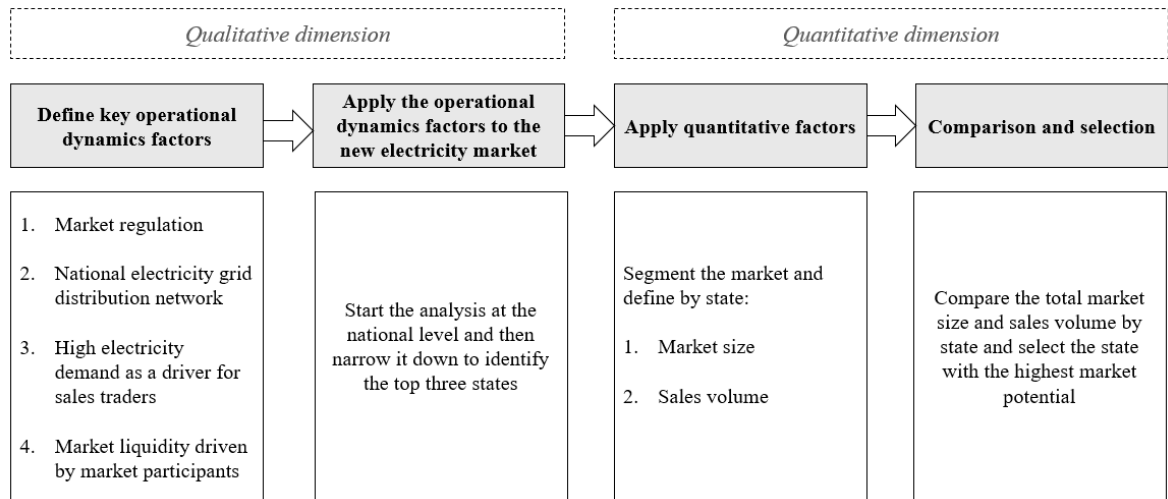 Qualitative dimension
Quantitative dimension
Define key operational
dynamics factors
Apply the operational
dynamics factors to the
new electricity market
Apply quantitative factors
Comparison and selection
1. Market regulation
2. National electricity grid
distribution network
3. High electricity
demand as a driver for
sales traders
4. Market liquidity driven
by market participants
Start the analysis at the
national level and then
narrow it down to identify
the top three states
Segment the market and
define by state:
1. Market size
2. Sales volume
Compare the total market
size and sales volume by
state and select the state
with the highest market
potential